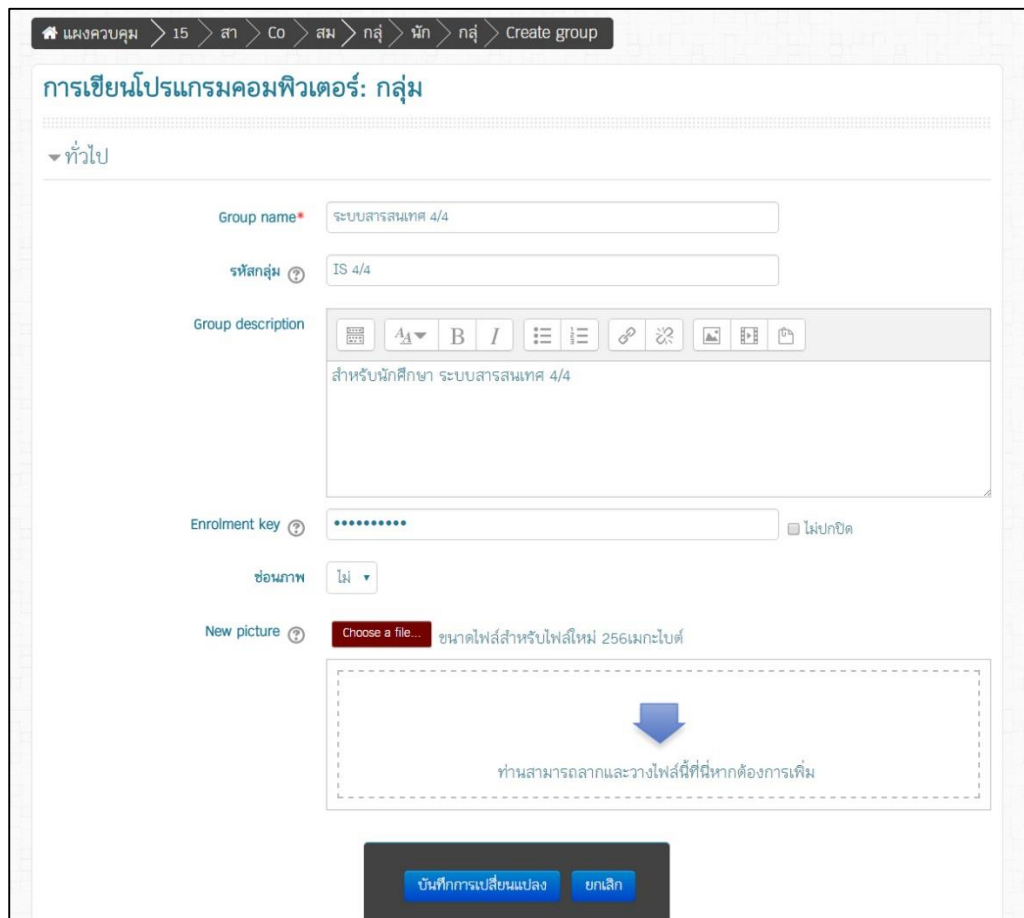 แผงควบคุม 15 สา Co สม กลุ่ นัก กลุ่ Create group
การเขียนโปรแกรมคอมพิวเตอร์: กลุ่ม
ทั่วไป
Group name* ระบบสารสนเทศ 4/4
รหัสกลุ่ม IS 4/4
Group description
สำหรับนักศึกษา ระบบสารสนเทศ 4/4
Enrolment key •••••••••• ไม่ปกปิด
ซ่อนภาพ ไม่
New picture Choose a file... ขนาดไฟล์สำหรับไฟล์ใหม่ 256เมกะไบต์
ท่านสามารถลากและวางไฟล์นี้ที่นี่หากต้องการเพิ่ม
บันทึกการเปลี่ยนแปลง ยกเลิก